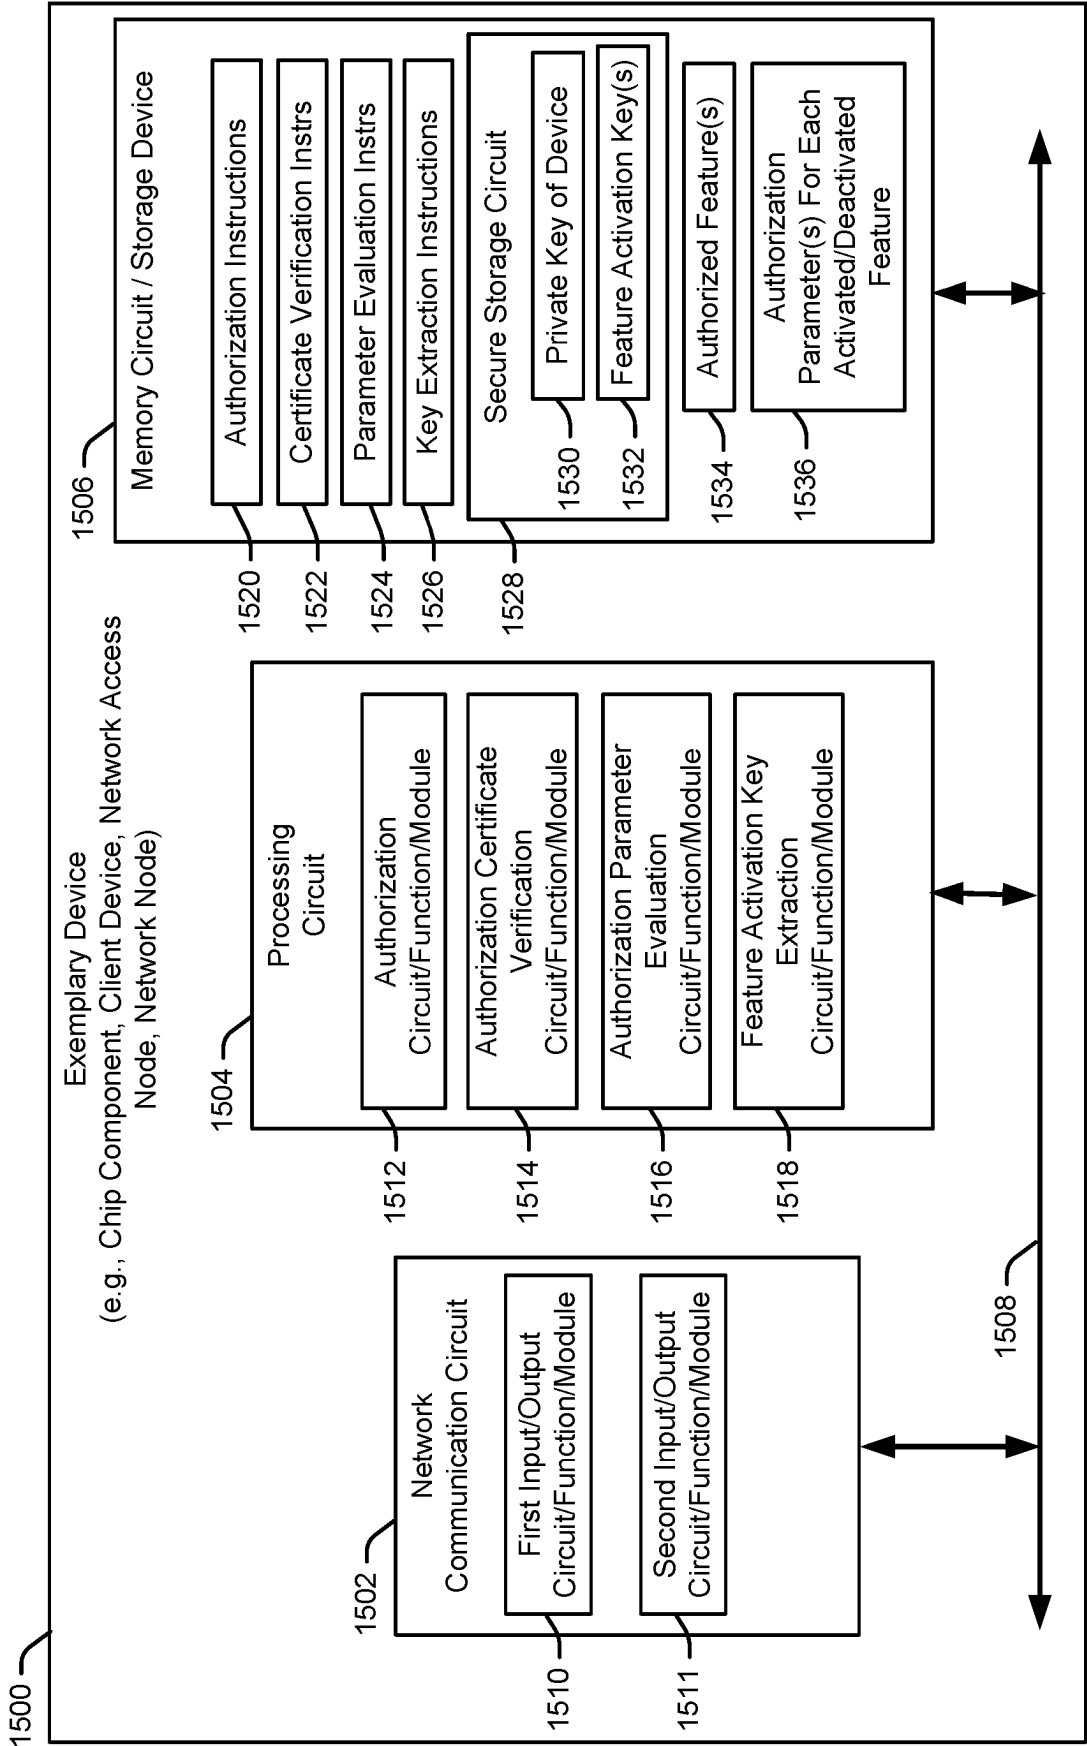 1500
Exemplary Device
(e.g., Chip Component, Client Device, Network Access
Node, Network Node)
1502
Network
Communication Circuit
First Input/Output
Circuit/Function/Module
1510
Second Input/Output
Circuit/Function/Module
1511
1504
Processing
Circuit
Authorization
Circuit/Function/Module
1512
Authorization Certificate
Verification
Circuit/Function/Module
1514
Authorization Parameter
Evaluation
Circuit/Function/Module
1516
Feature Activation Key
Extraction
Circuit/Function/Module
1518
1506
Memory Circuit / Storage Device
Authorization Instructions
1520
Certificate Verification Instrs
1522
Parameter Evaluation Instrs
1524
Key Extraction Instructions
1526
Secure Storage Circuit
1528
Private Key of Device
1530
Feature Activation Key(s)
1532
Authorized Feature(s)
1534
Authorization
Parameter(s) For Each
Activated/Deactivated
Feature
1536
1508